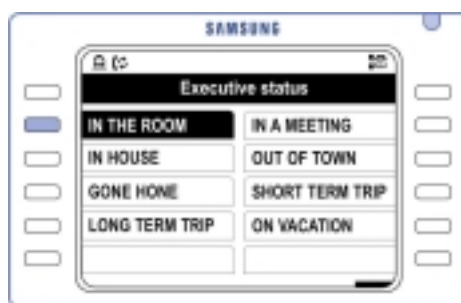 SAMSUNG
Executive status
IN THE ROOM IN A MEETING
IN HOUSE OUT OF TOWN
GONE HONE SHORT TERM TRIP
LONG TERM TRIP ON VACATION